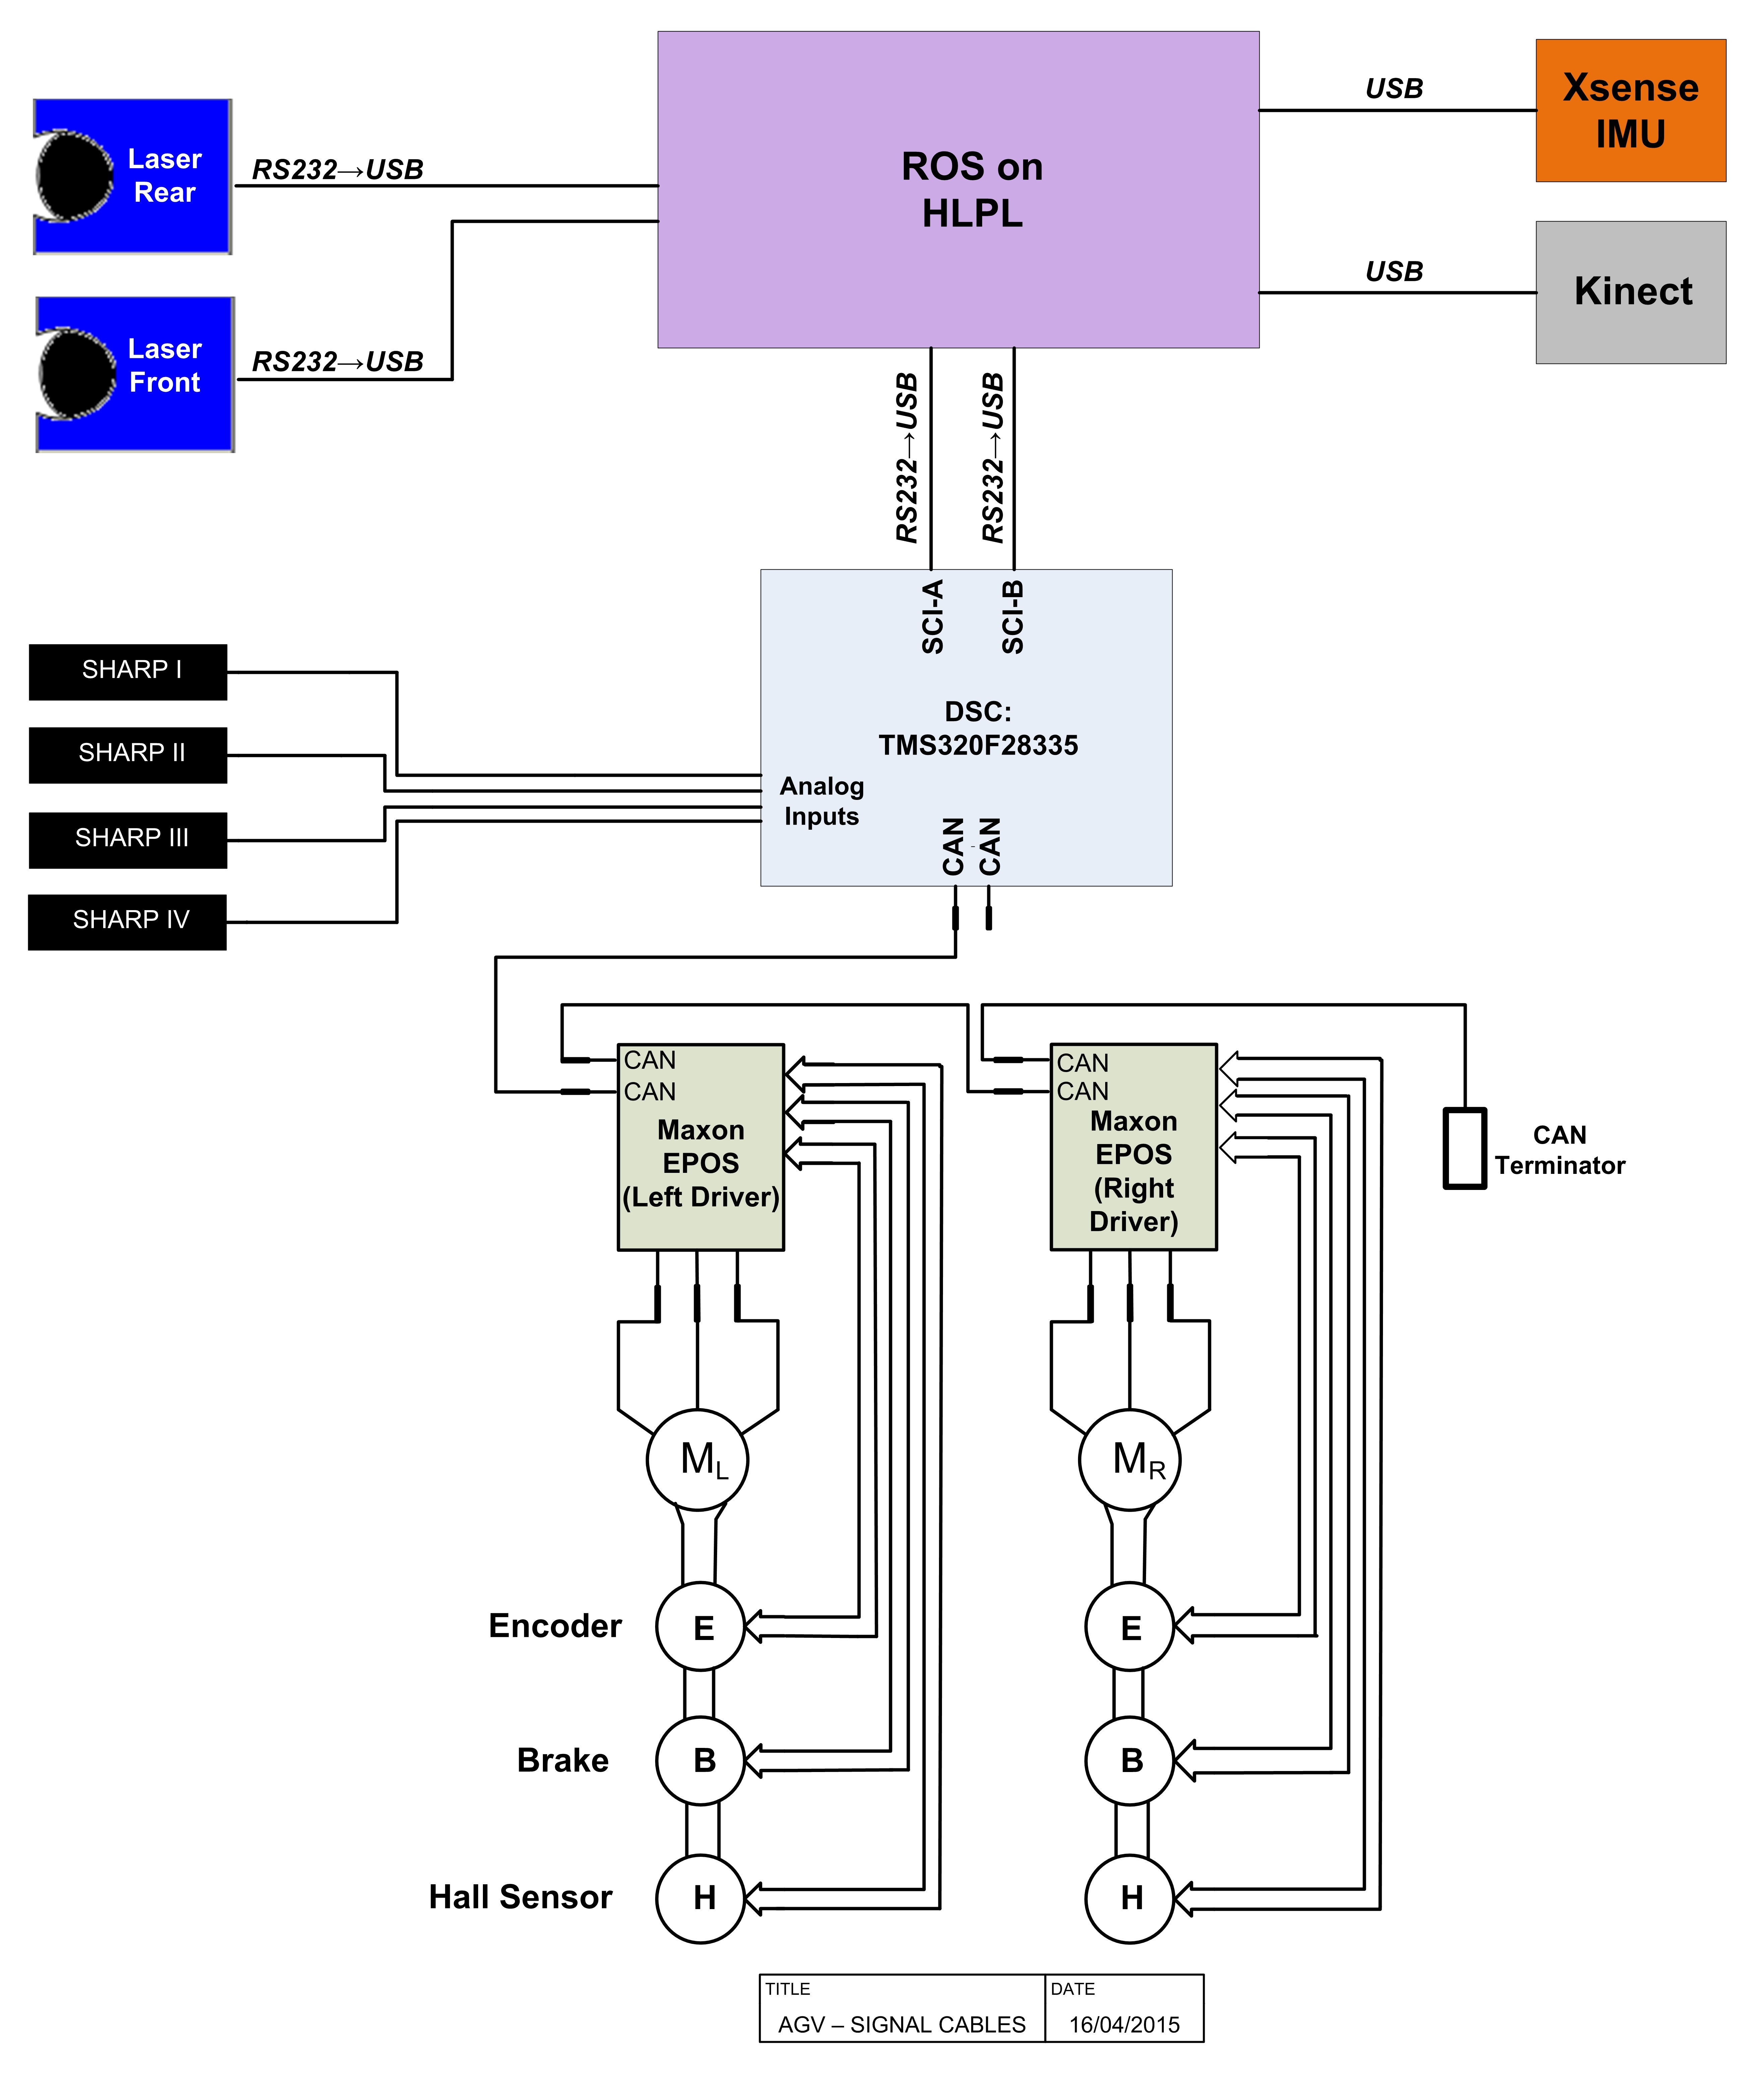 ROS on
HLPL
USB
Xsense
IMU
Laser
Rear
RS232→USB
USB
Kinect
Laser
Front
RS232→USB
RS232→USB
RS232→USB
SCI-A
SCI-B
DSC:
TMS320F28335
Analog
Inputs
CAN
-
CAN
SHARP I
SHARP II
SHARP III
SHARP IV
CAN
CAN
Maxon
EPOS
(Left Driver)
CAN
CAN
Maxon
EPOS
(Right
Driver)
CAN
Terminator
ML
MR
Encoder
E
E
Brake
B
B
Hall Sensor
H
H
TITLE
AGV – SIGNAL CABLES
DATE
16/04/2015